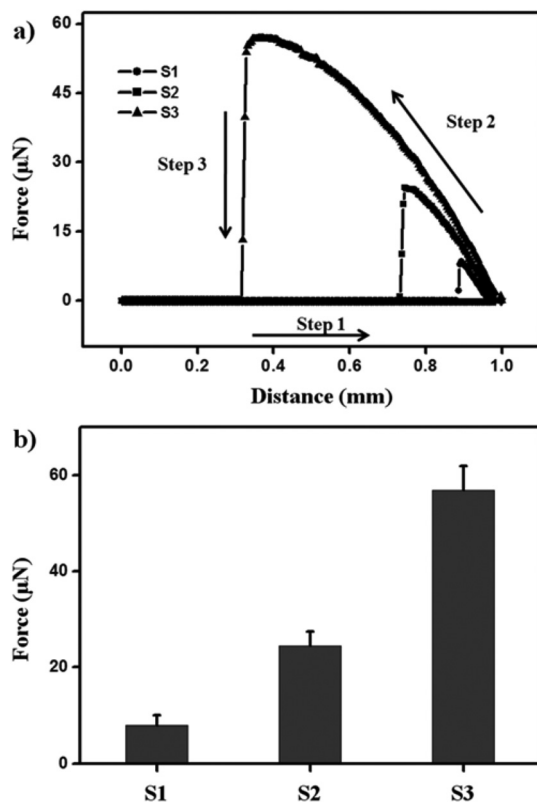 a)
60
45
30
15
0
Force (μN)
S1
S2
S3
Step 3
Step 2
Step 1
0.0 0.2 0.4 0.6 0.8 1.0
Distance (mm)
b)
60
40
20
0
Force (μN)
S1 S2 S3